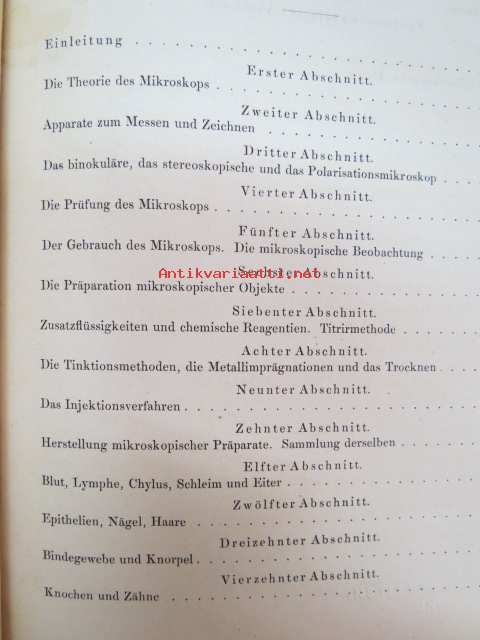 Einleitung . . . . . . . . . . . . . . . . . .
Erster Abschnitt.
Die Theorie des Mikroskops . . . . . . . . . . . . .
Zweiter Abschnitt.
Apparate zum Messen und Zeichnen . . . . . . . . . .
Dritter Abschnitt.
Das binokuläre, das stereoskopische und das Polarisationsmikroskop . . .
Vierter Abschnitt.
Die Prüfung des Mikroskops . . . . . . . . . . . . .
Fünfter Abschnitt.
Der Gebrauch des Mikroskops. Die mikroskopische Beobachtung . . . .
Antikvariaatti.net
Sechster Abschnitt.
Die Präparation mikroskopischer Objekte . . . . . . . . . .
Siebenter Abschnitt.
Zusatzflüssigkeiten und chemische Reagentien. Titrirmethode . . . . .
Achter Abschnitt.
Die Tinktionsmethoden, die Metallimprägnationen und das Trocknen . . .
Neunter Abschnitt.
Das Injektionsverfahren . . . . . . . . . . . . . . .
Zehnter Abschnitt.
Herstellung mikroskopischer Präparate. Sammlung derselben . . . . .
Elfter Abschnitt.
Blut, Lymphe, Chylus, Schleim und Eiter . . . . . . . . . .
Zwölfter Abschnitt.
Epithelien, Nägel, Haare . . . . . . . . . . . . . .
Dreizehnter Abschnitt.
Bindegewebe und Knorpel . . . . . . . . . . . . . .
Vierzehnter Abschnitt.
Knochen und Zähne . . . . . . . . . . . . . . .